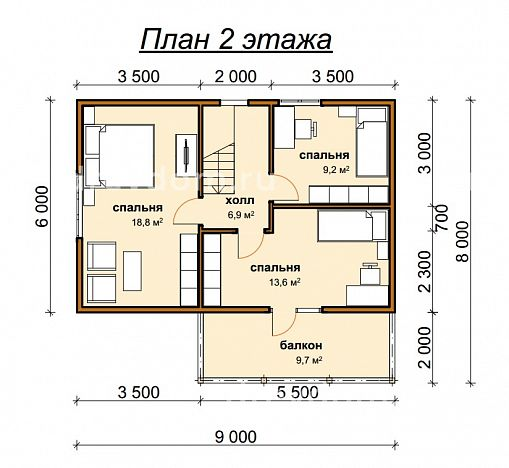 План 2 этажа
3 500
2 000
3 500
6 000
спальня
18,8 м²
холл
6,9 м²
спальня
9,2 м²
спальня
13,6 м²
балкон
9,7 м²
3 000
700
2 300
2 000
8 000
3 500
5 500
9 000